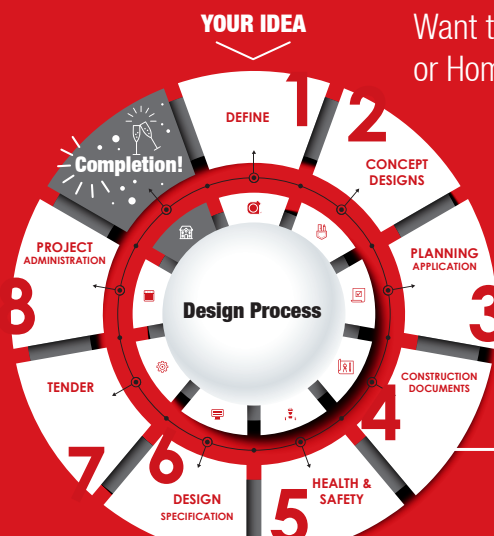 YOUR IDEA
Want t
or Hom
1
DEFINE
2
CONCEPT
DESIGNS
3
PLANNING
APPLICATION
4
CONSTRUCTION
DOCUMENTS
5
HEALTH &
SAFETY
6
DESIGN
SPECIFICATION
7
TENDER
8
PROJECT
ADMINISTRATION
Completion!
Design Process